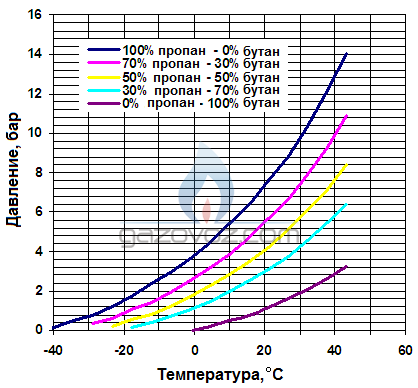 16
14
12
10
8
6
4
2
0
Давление, бар
100% пропан - 0% бутан
70% пропан - 30% бутан
50% пропан - 50% бутан
30% пропан - 70% бутан
0% пропан - 100% бутан
gazovoz.com
-40 -20 0 20 40 60
Температура,°C